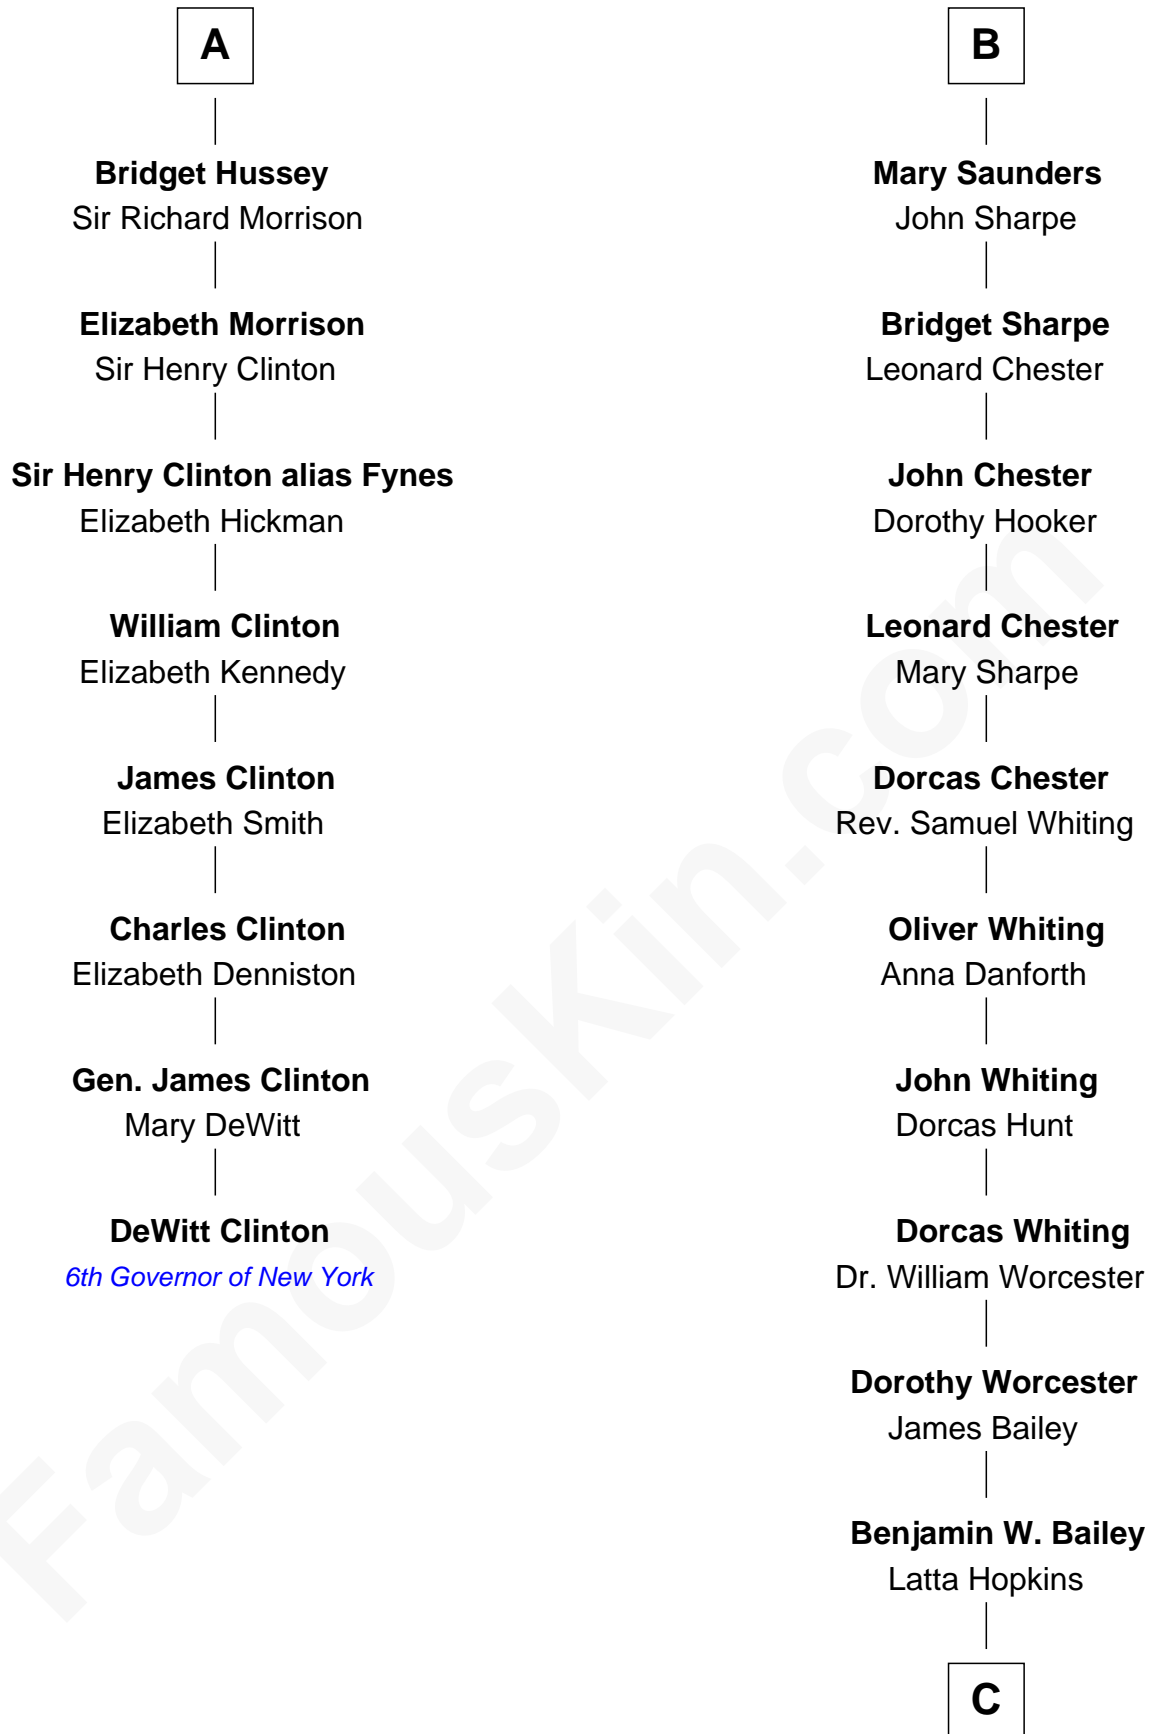 A
Bridget Hussey
Sir Richard Morrison
Elizabeth Morrison
Sir Henry Clinton
Sir Henry Clinton alias Fynes
Elizabeth Hickman
William Clinton
Elizabeth Kennedy
James Clinton
Elizabeth Smith
Charles Clinton
Elizabeth Denniston
Gen. James Clinton
Mary DeWitt
DeWitt Clinton
6th Governor of New York
B
Mary Saunders
John Sharpe
Bridget Sharpe
Leonard Chester
John Chester
Dorothy Hooker
Leonard Chester
Mary Sharpe
Dorcas Chester
Rev. Samuel Whiting
Oliver Whiting
Anna Danforth
John Whiting
Dorcas Hunt
Dorcas Whiting
Dr. William Worcester
Dorothy Worcester
James Bailey
Benjamin W. Bailey
Latta Hopkins
C
FamousKin.com